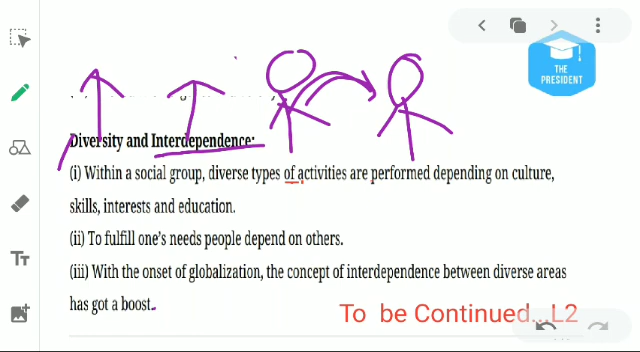 THE
PRESIDENT
Diversity and Interdependence:
(i) Within a social group, diverse types of activities are performed depending on culture,
skills, interests and education.
(ii) To fulfill one's needs people depend on others.
(iii) With the onset of globalization, the concept of interdependence between diverse areas
has got a boost.
To be Continued...L2
TT